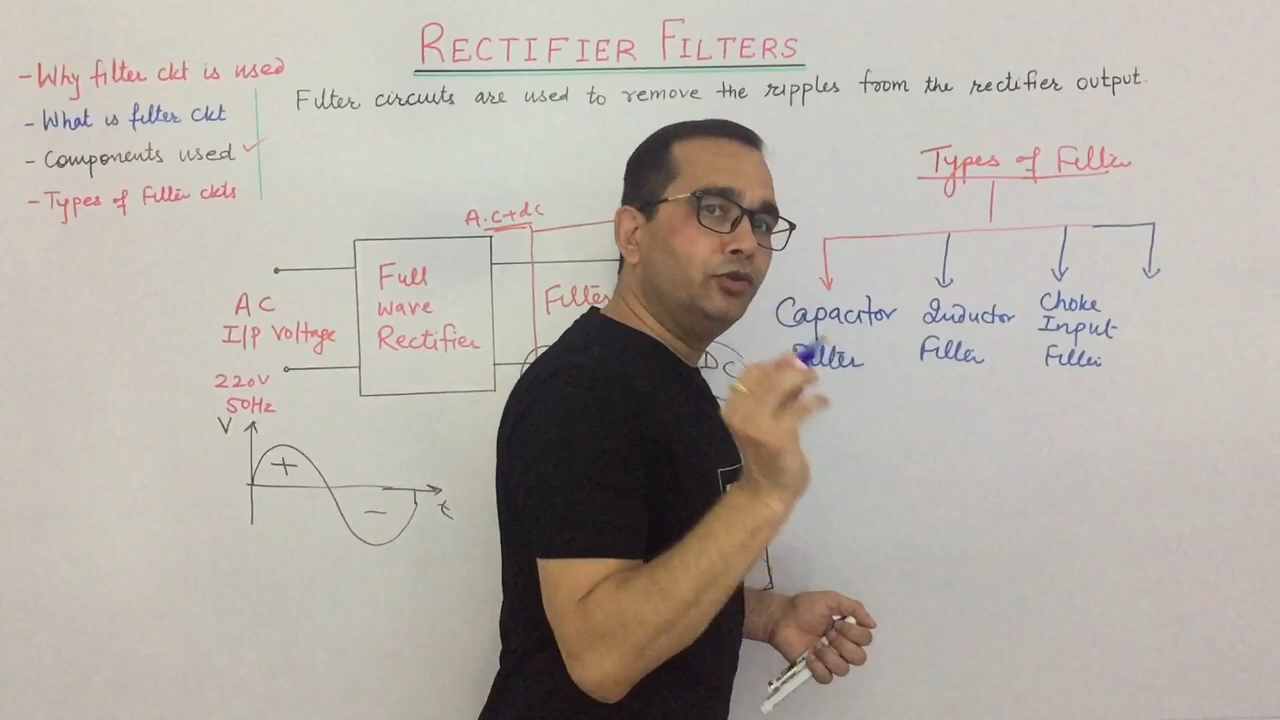 RECTIFIER FILTERS
Filter circuits are used to remove the ripples from the rectifier output.
- Why filter ckt is used
- What is filter ckt
- Components used
- Types of Filter ckts
A.C+dc
Full
wave
Rectifier
Filter
AC
I/P voltage
220V
50Hz
V
+
-
t
DC
Types of Filter
Capacitor
Filter
Inductor
Filter
Choke
Input
Filter